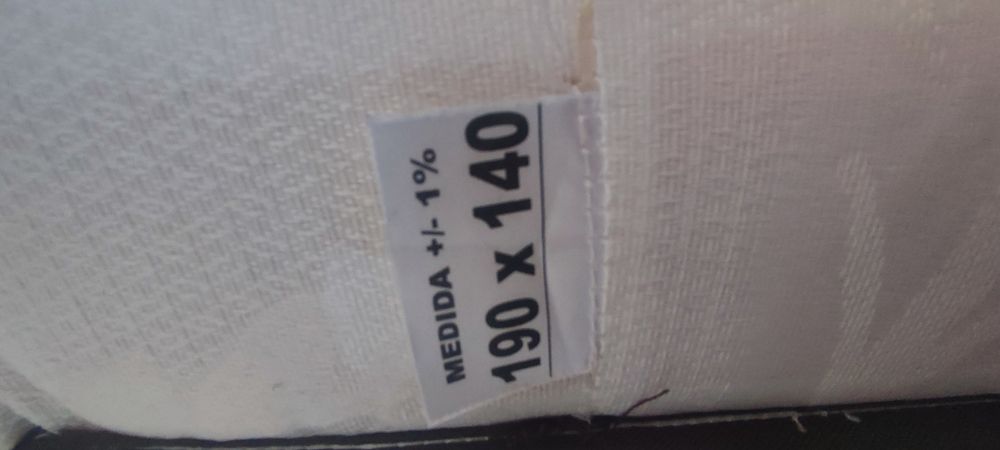 MEDIDA +/- 1%
190 x 140